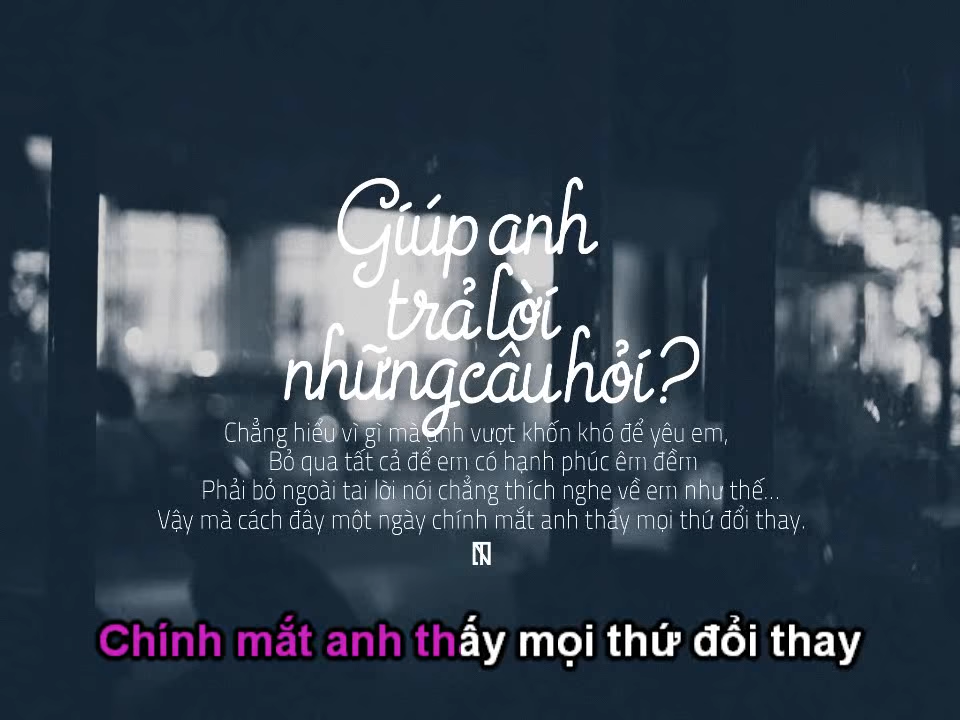 Giúp anh
trả lời
những câu hỏi?
Chẳng hiểu vì gì mà anh vượt khốn khó để yêu em,
Bỏ qua tất cả để em có hạnh phúc êm đềm
Phải bỏ ngoài tai lời nói chẳng thích nghe về em như thế...
Vậy mà cách đây một ngày chính mắt anh thấy mọi thứ đổi thay.
Chính mắt anh thấy mọi thứ đổi thay